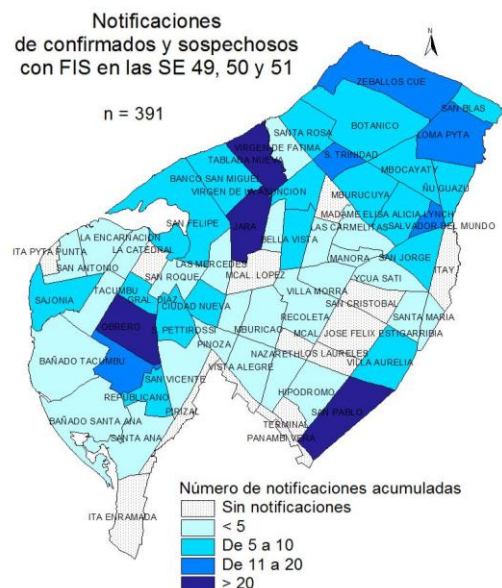 Notificaciones
de confirmados y sospechosos
con FIS en las SE 49, 50 y 51
n = 391
N
ZEBALLOS CUE
SAN BLAS
SANTA ROSA
BOTANICO
LOMA PYTA
VIRGEN DE FATIMA
TABLADA NUEVA
S. TRINIDAD
MBOCAYATY
BANCO SAN MIGUEL
VIRGEN DE LA ASUNCION
ÑU GUAZU
MBURUCUYA
MADAME ELISA ALICIA LYNCH
SAN FELIPE
JARA
LAS CARMELITAS
SALVADOR DEL MUNDO
LA ENCARNACION
BELLA VISTA
ITA PYTA PUNTA
LA CATEDRAL
LAS MERCEDES
MANORA
SAN JORGE
SAN ANTONIO
SAN ROQUE
MCAL. LOPEZ
YCUA SATI
ITAY
TACUMBU
GRAL. DIAZ
VILLA MORRA
SAJONIA
CIUDAD NUEVA
SAN CRISTOBAL
OBRERO
S. PETTIROSSI
MBURICAO
RECOLETA
SANTA MARIA
MCAL. JOSE FELIX ESTIGARRIBIA
PINOZA
BAÑADO TACUMBU
NAZARETH
LOS LAURELES
VISTA ALEGRE
VILLA AURELIA
SAN VICENTE
REPUBLICANO
HIPODROMO
PIRIZAL
SAN PABLO
BAÑADO SANTA ANA
TERMINAL
SANTA ANA
PANAMBI VERA
ITA ENRAMADA
Número de notificaciones acumuladas
Sin notificaciones
< 5
De 5 a 10
De 11 a 20
> 20